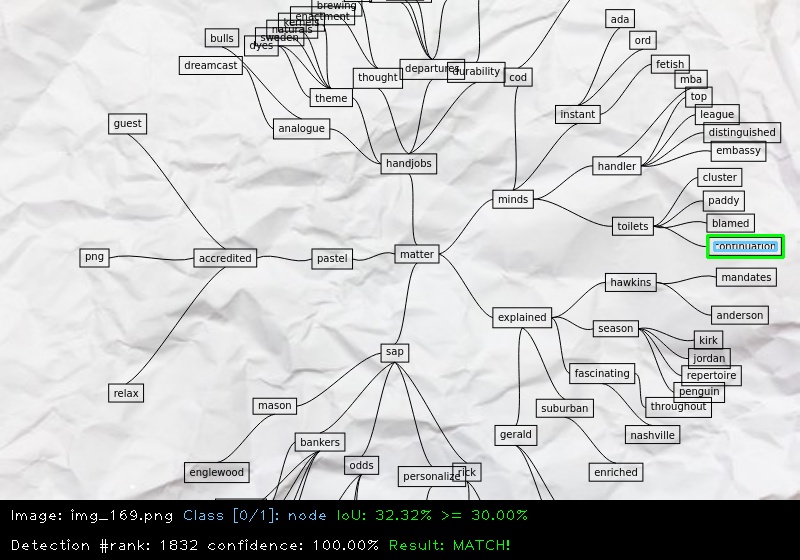 brewing
enactment
kernels
naturals
sweden
dyes
bulls
dreamcast
theme
analogue
thought
departures
durability
cod
handjobs
ada
ord
fetish
mba
top
league
distinguished
embassy
instant
handler
minds
cluster
paddy
blamed
continuation
toilets
guest
png
accredited
pastel
matter
relax
hawkins
mandates
anderson
explained
season
kirk
jordan
repertoire
penguin
throughout
fascinating
suburban
nashville
gerald
enriched
sap
mason
englewood
bankers
odds
personalize
rick
Image: img_169.png Class [0/1]: node IoU: 32.32% >= 30.00%
Detection #rank: 1832 confidence: 100.00% Result: MATCH!